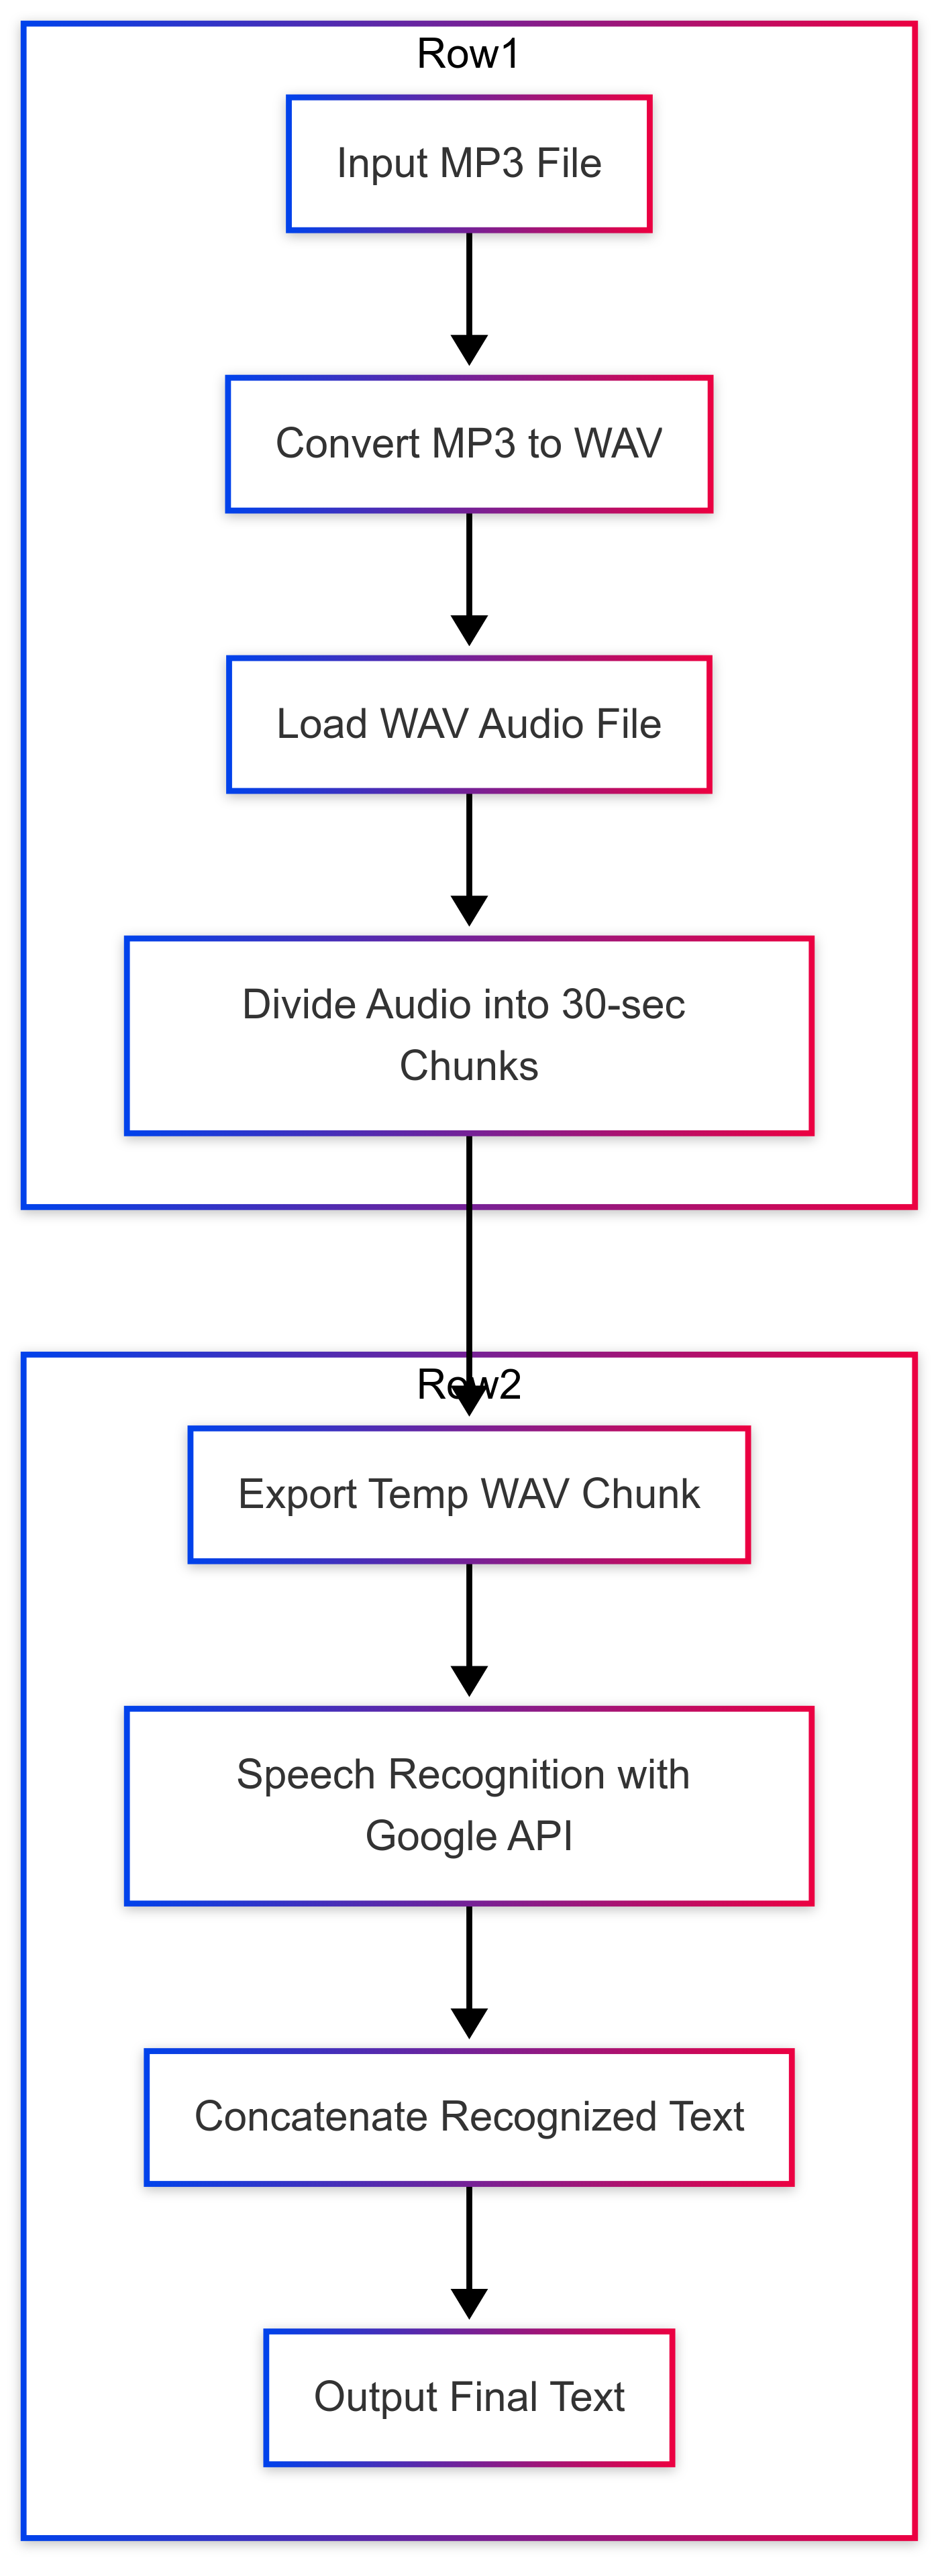 Row1
Input MP3 File
Convert MP3 to WAV
Load WAV Audio File
Divide Audio into 30-sec
Chunks
Row2
Export Temp WAV Chunk
Speech Recognition with
Google API
Concatenate Recognized Text
Output Final Text